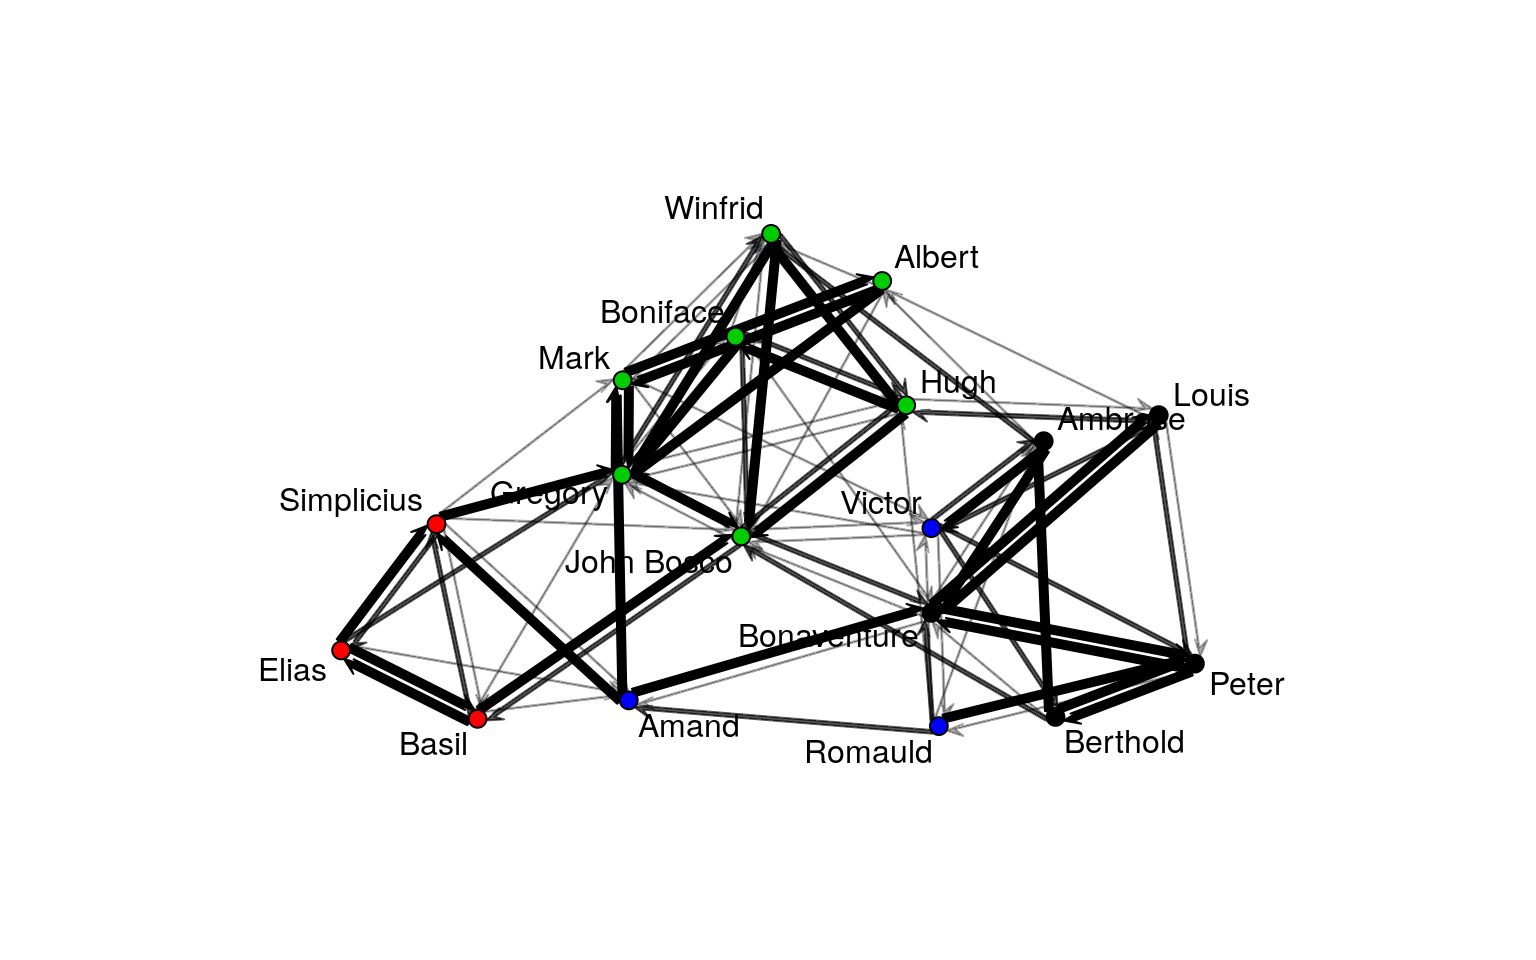 Winfrid
Albert
Boniface
Mark
Hugh
Louis
Ambrose
Gregory
Simplicius
Victor
John Bosco
Bonaventure
Elias
Peter
Amand
Basil
Romauld
Berthold